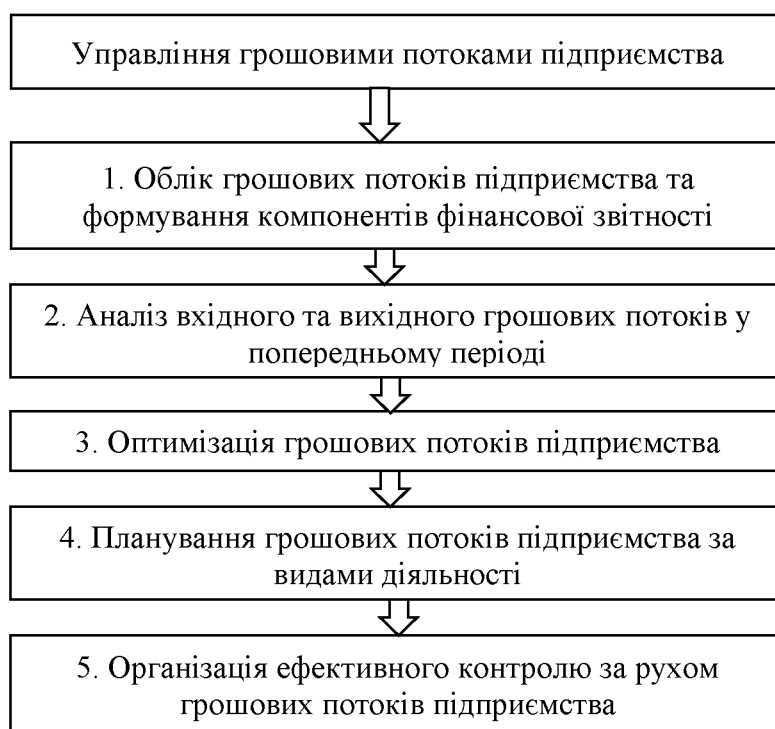 Управління грошовими потоками підприємства
1. Облік грошових потоків підприємства та
формування компонентів фінансової звітності
2. Аналіз вхідного та вихідного грошових потоків у
попередньому періоді
3. Оптимізація грошових потоків підприємства
4. Планування грошових потоків підприємства за
видами діяльності
5. Організація ефективного контролю за рухом
грошових потоків підприємства